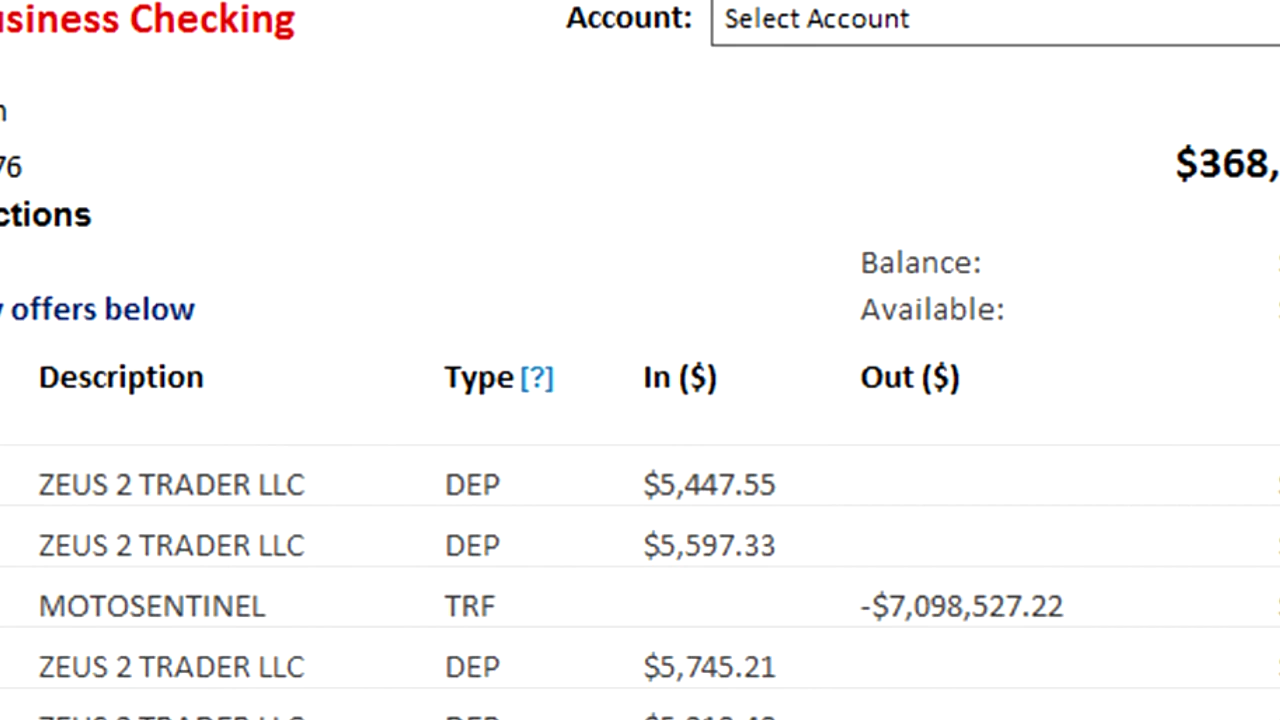 usiness Checking
Account: Select Account
76
$368,
ctions
Balance:
offers below
Available:
Description Type [?] In ($) Out ($)
ZEUS 2 TRADER LLC DEP $5,447.55
ZEUS 2 TRADER LLC DEP $5,597.33
MOTOSENTINEL TRF -$7,098,527.22
ZEUS 2 TRADER LLC DEP $5,745.21